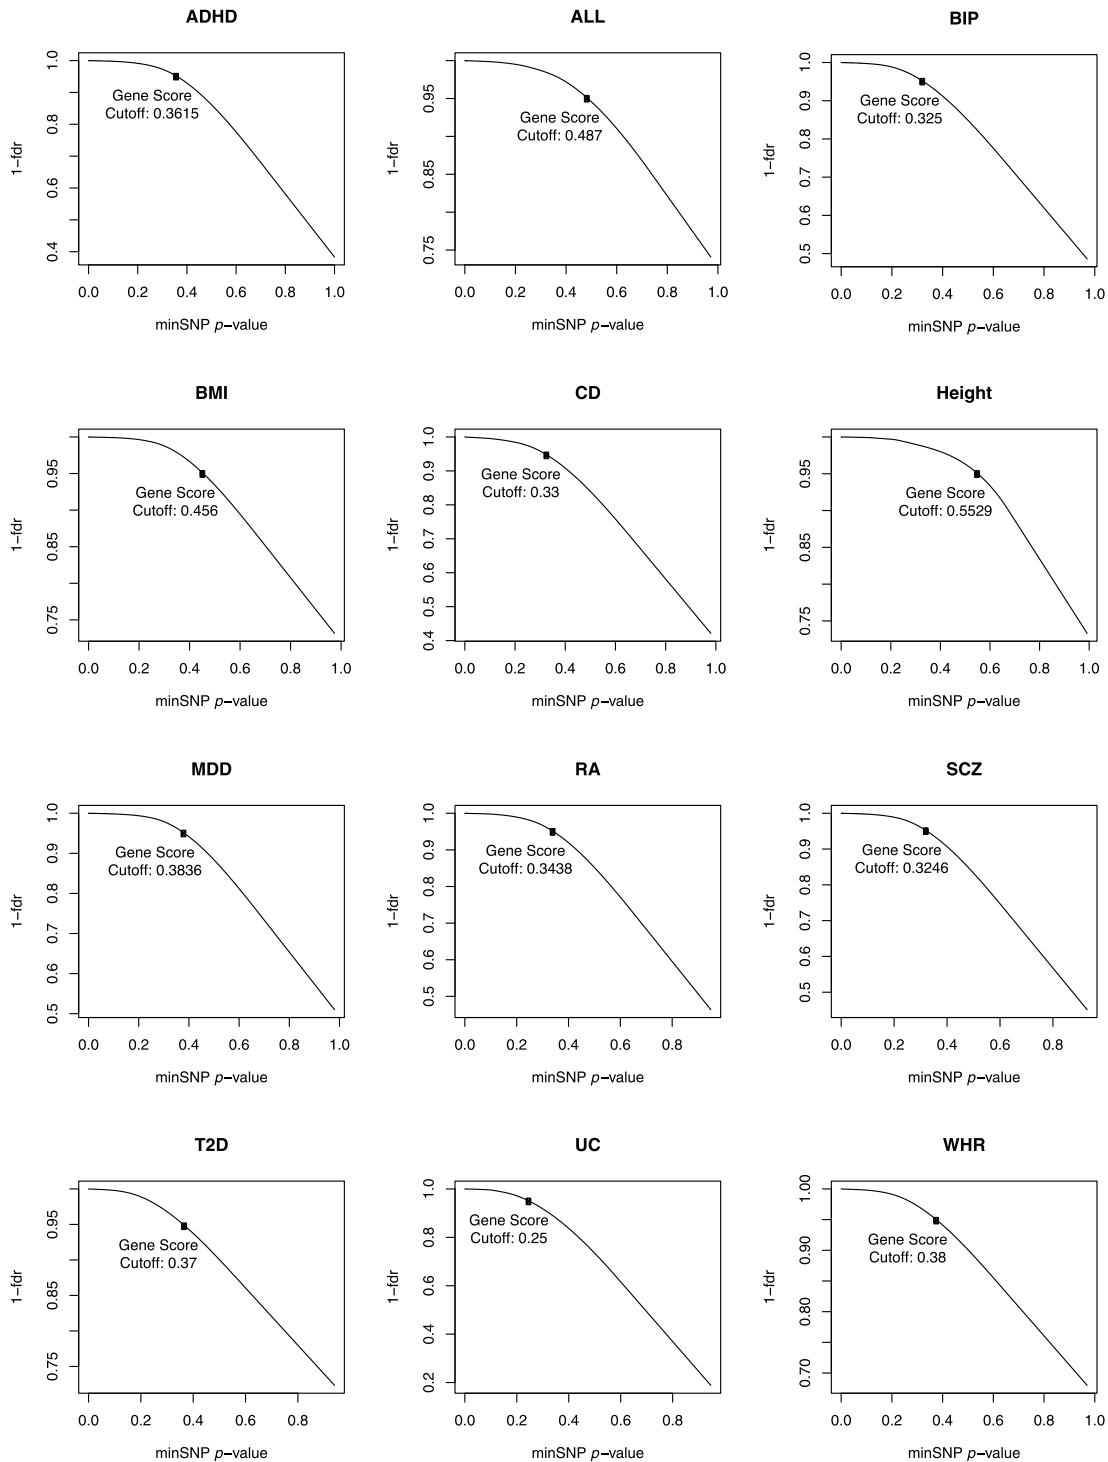 ADHD
1−fdr
1.0
0.8
0.6
0.4
Gene Score
Cutoff: 0.3615
0.0 0.2 0.4 0.6 0.8 1.0
minSNP p−value
ALL
1−fdr
0.95
0.85
0.75
Gene Score
Cutoff: 0.487
0.0 0.2 0.4 0.6 0.8 1.0
minSNP p−value
BIP
1−fdr
1.0
0.9
0.8
0.7
0.6
0.5
Gene Score
Cutoff: 0.325
0.0 0.2 0.4 0.6 0.8 1.0
minSNP p−value
BMI
1−fdr
0.95
0.85
0.75
Gene Score
Cutoff: 0.456
0.0 0.2 0.4 0.6 0.8 1.0
minSNP p−value
CD
1−fdr
1.0
0.9
0.8
0.7
0.6
0.5
0.4
Gene Score
Cutoff: 0.33
0.0 0.2 0.4 0.6 0.8 1.0
minSNP p−value
Height
1−fdr
0.95
0.85
0.75
Gene Score
Cutoff: 0.5529
0.0 0.2 0.4 0.6 0.8 1.0
minSNP p−value
MDD
1−fdr
1.0
0.9
0.8
0.7
0.6
0.5
Gene Score
Cutoff: 0.3836
0.0 0.2 0.4 0.6 0.8 1.0
minSNP p−value
RA
1−fdr
1.0
0.9
0.8
0.7
0.6
0.5
Gene Score
Cutoff: 0.3438
0.0 0.2 0.4 0.6 0.8
minSNP p−value
SCZ
1−fdr
1.0
0.9
0.8
0.7
0.6
0.5
Gene Score
Cutoff: 0.3246
0.0 0.2 0.4 0.6 0.8
minSNP p−value
T2D
1−fdr
0.95
0.85
0.75
Gene Score
Cutoff: 0.37
0.0 0.2 0.4 0.6 0.8
minSNP p−value
UC
1−fdr
1.0
0.8
0.6
0.4
0.2
Gene Score
Cutoff: 0.25
0.0 0.2 0.4 0.6 0.8
minSNP p−value
WHR
1−fdr
1.00
0.90
0.80
0.70
Gene Score
Cutoff: 0.38
0.0 0.2 0.4 0.6 0.8 1.0
minSNP p−value